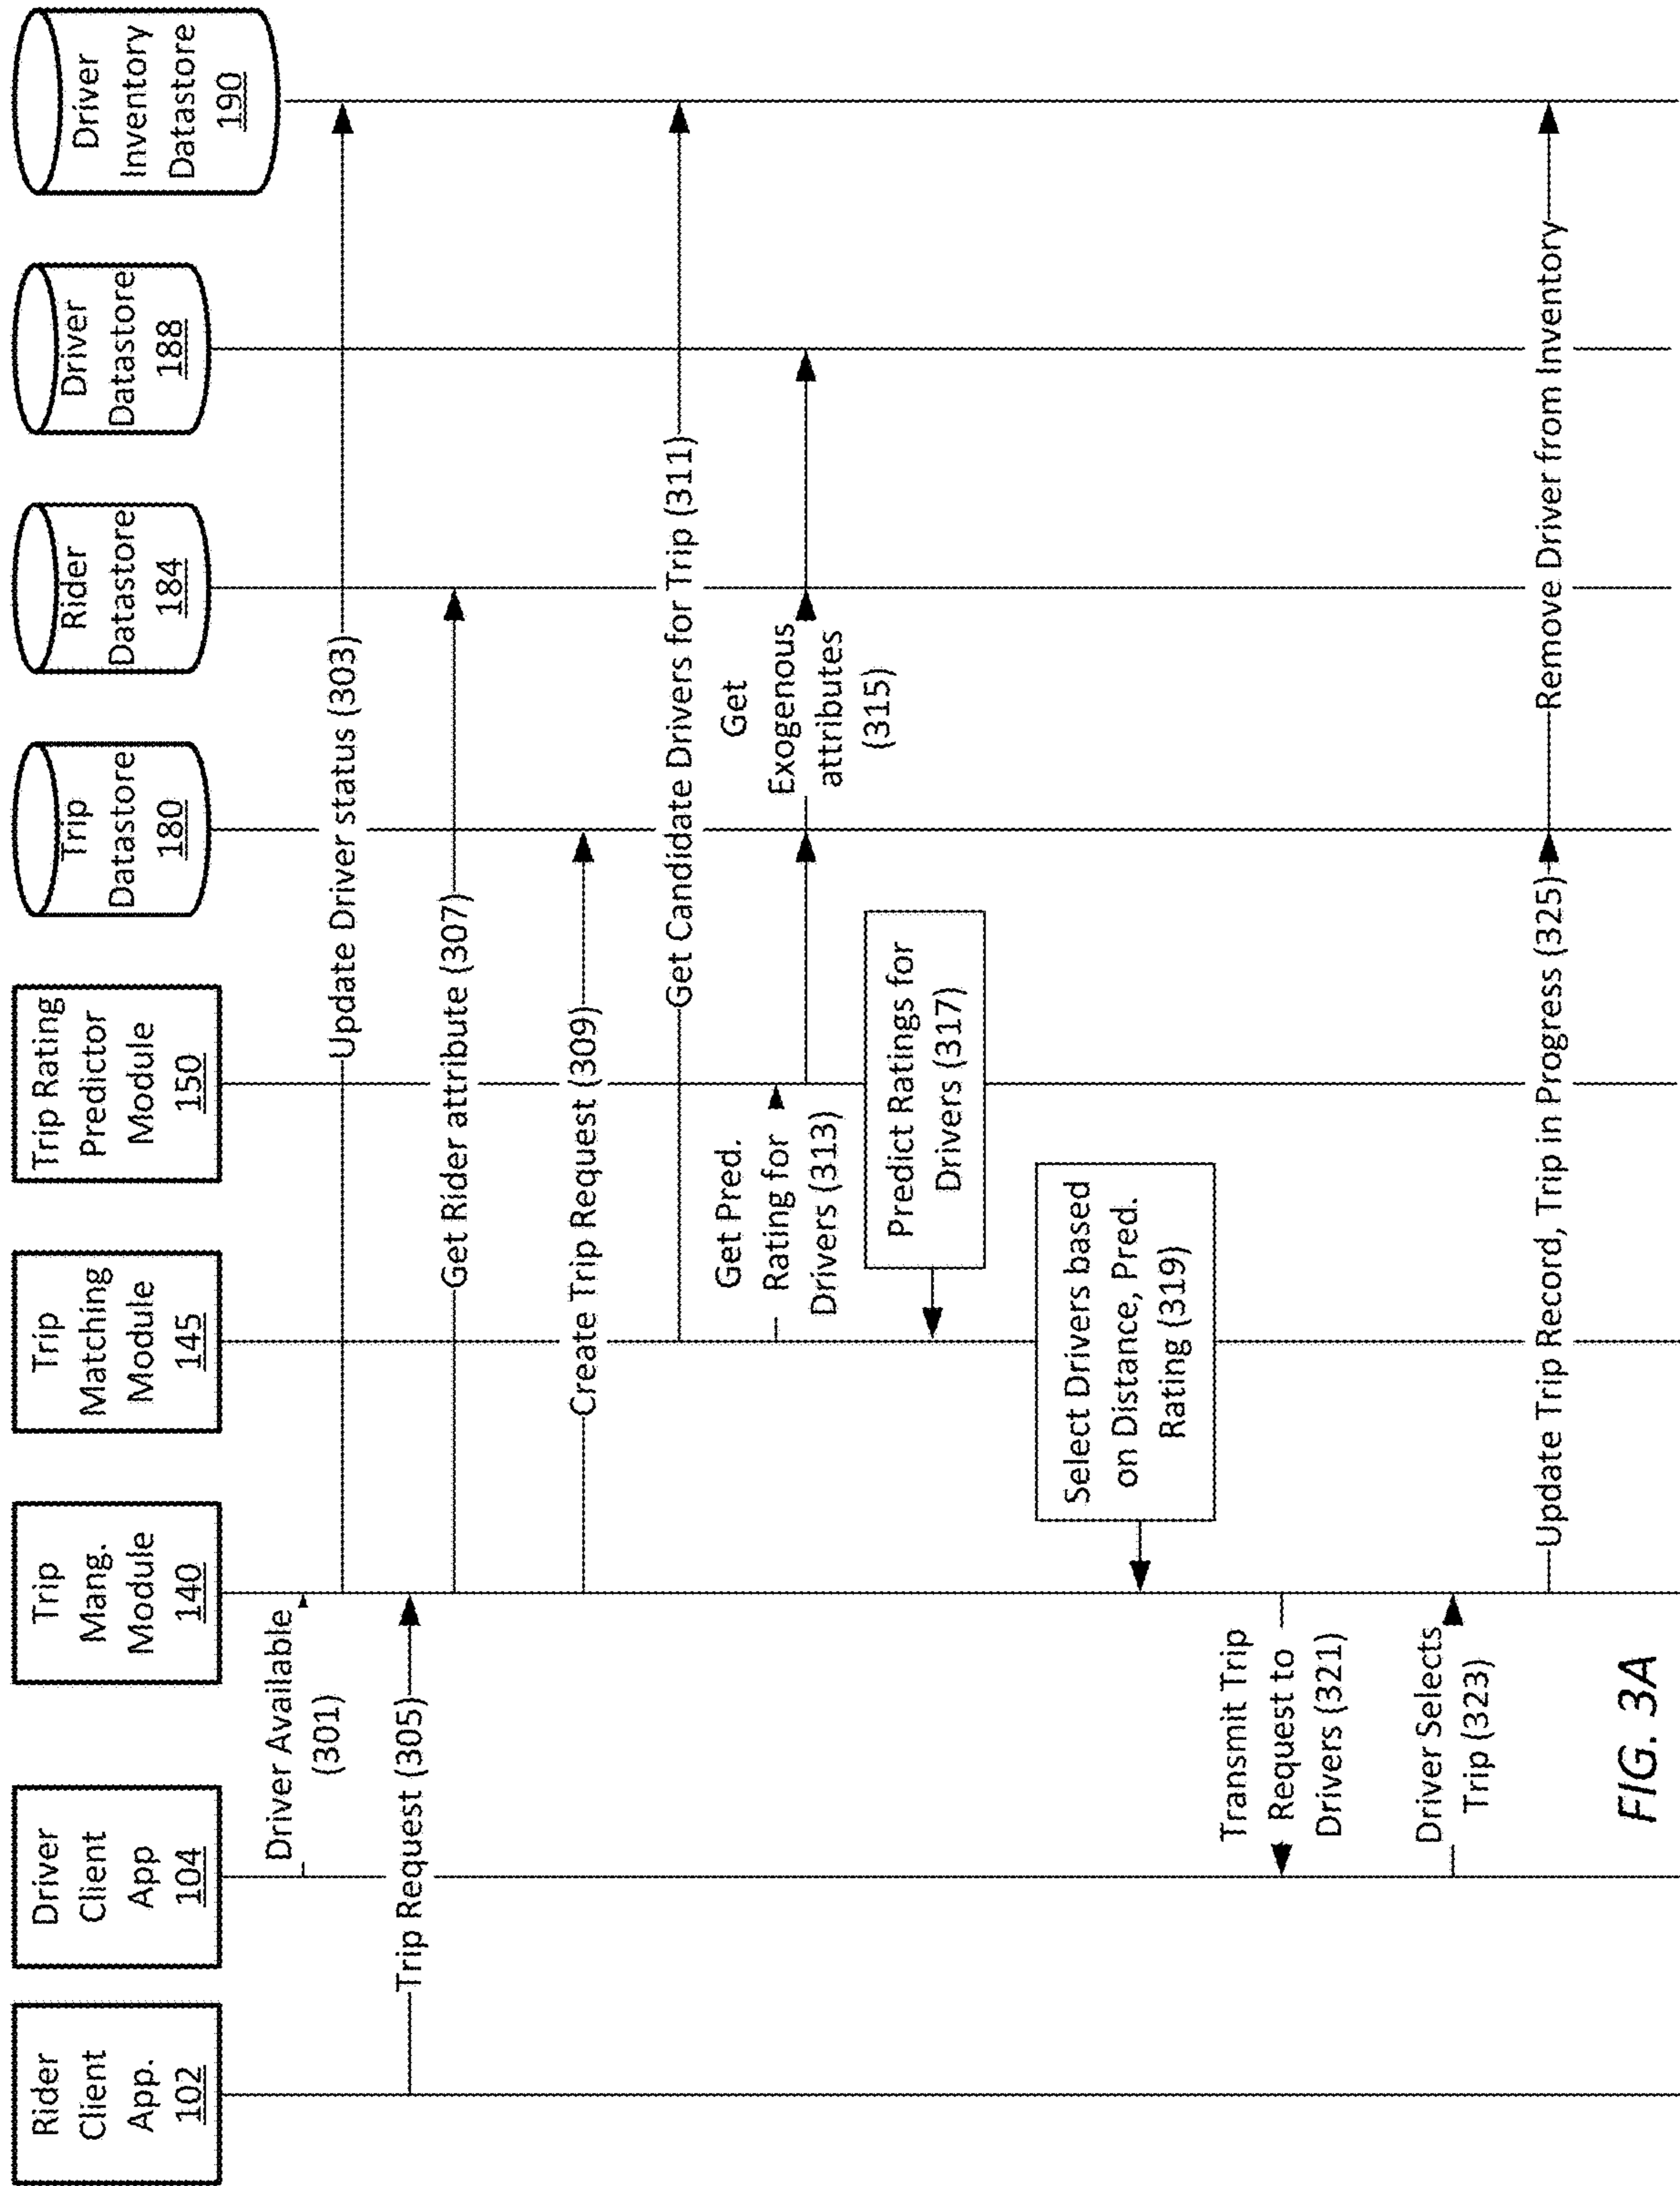 Rider
Client
App.
102
Driver
Client
App
104
Trip
Mang.
Module
140
Trip
Matching
Module
145
Trip Rating
Predictor
Module
150
Trip
Datastore
180
Rider
Datastore
184
Driver
Datastore
188
Driver
Inventory
Datastore
190
Driver Available
(301)
Update Driver status (303)
Trip Request (305)
Get Rider attribute (307)
Create Trip Request (309)
Get Candidate Drivers for Trip (311)
Get Pred.
Rating for
Drivers (313)
Get
Exogenous
attributes
(315)
Predict Ratings for
Drivers (317)
Select Drivers based
on Distance, Pred.
Rating (319)
Transmit Trip
Request to
Drivers (321)
Driver Selects
Trip (323)
Update Trip Record, Trip in Progress (325)
Remove Driver from Inventory
FIG. 3A